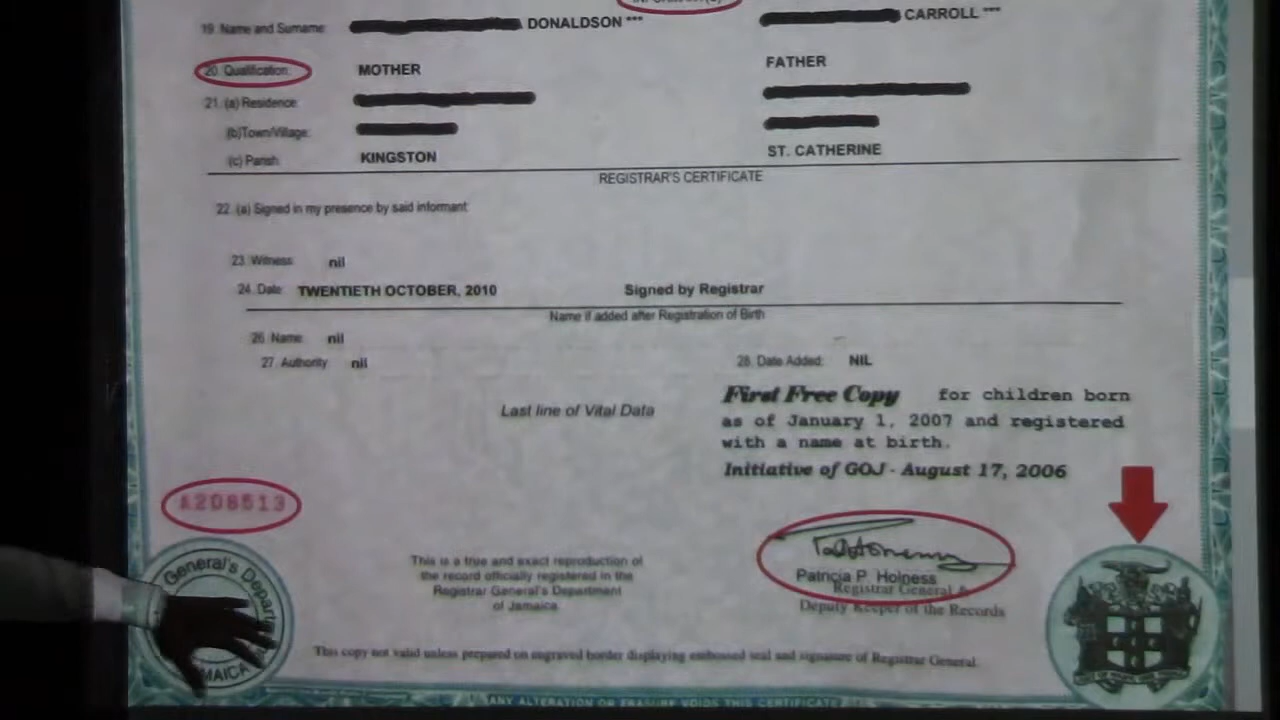 19. Name and Surname: DONALDSON *** CARROLL ***
20. Qualification: MOTHER FATHER
21. (a) Residence:
(b)Town/Village:
(c) Parish: KINGSTON ST. CATHERINE
REGISTRAR'S CERTIFICATE
22. (a) Signed in my presence by said informant
23. Witness: nil
24. Date: TWENTIETH OCTOBER, 2010 Signed by Registrar
Name if added after Registration of Birth
26. Name: nil
27. Authority nil 28. Date Added: NIL
Last line of Vital Data
First Free Copy for children born
as of January 1, 2007 and registered
with a name at birth.
Initiative of GOJ - August 17, 2006
A208513
General's Depart
JAMAICA
This is a true and exact reproduction of
the record officially registered in the
Registrar General's Department
of Jamaica.
Patricia P. Holness
Registrar General &
Deputy Keeper of the Records
This copy not valid unless prepared on engraved border displaying embossed seal and signature of Registrar General.
ANY ALTERATION OR ERASURE VOIDS THIS CERTIFICATE